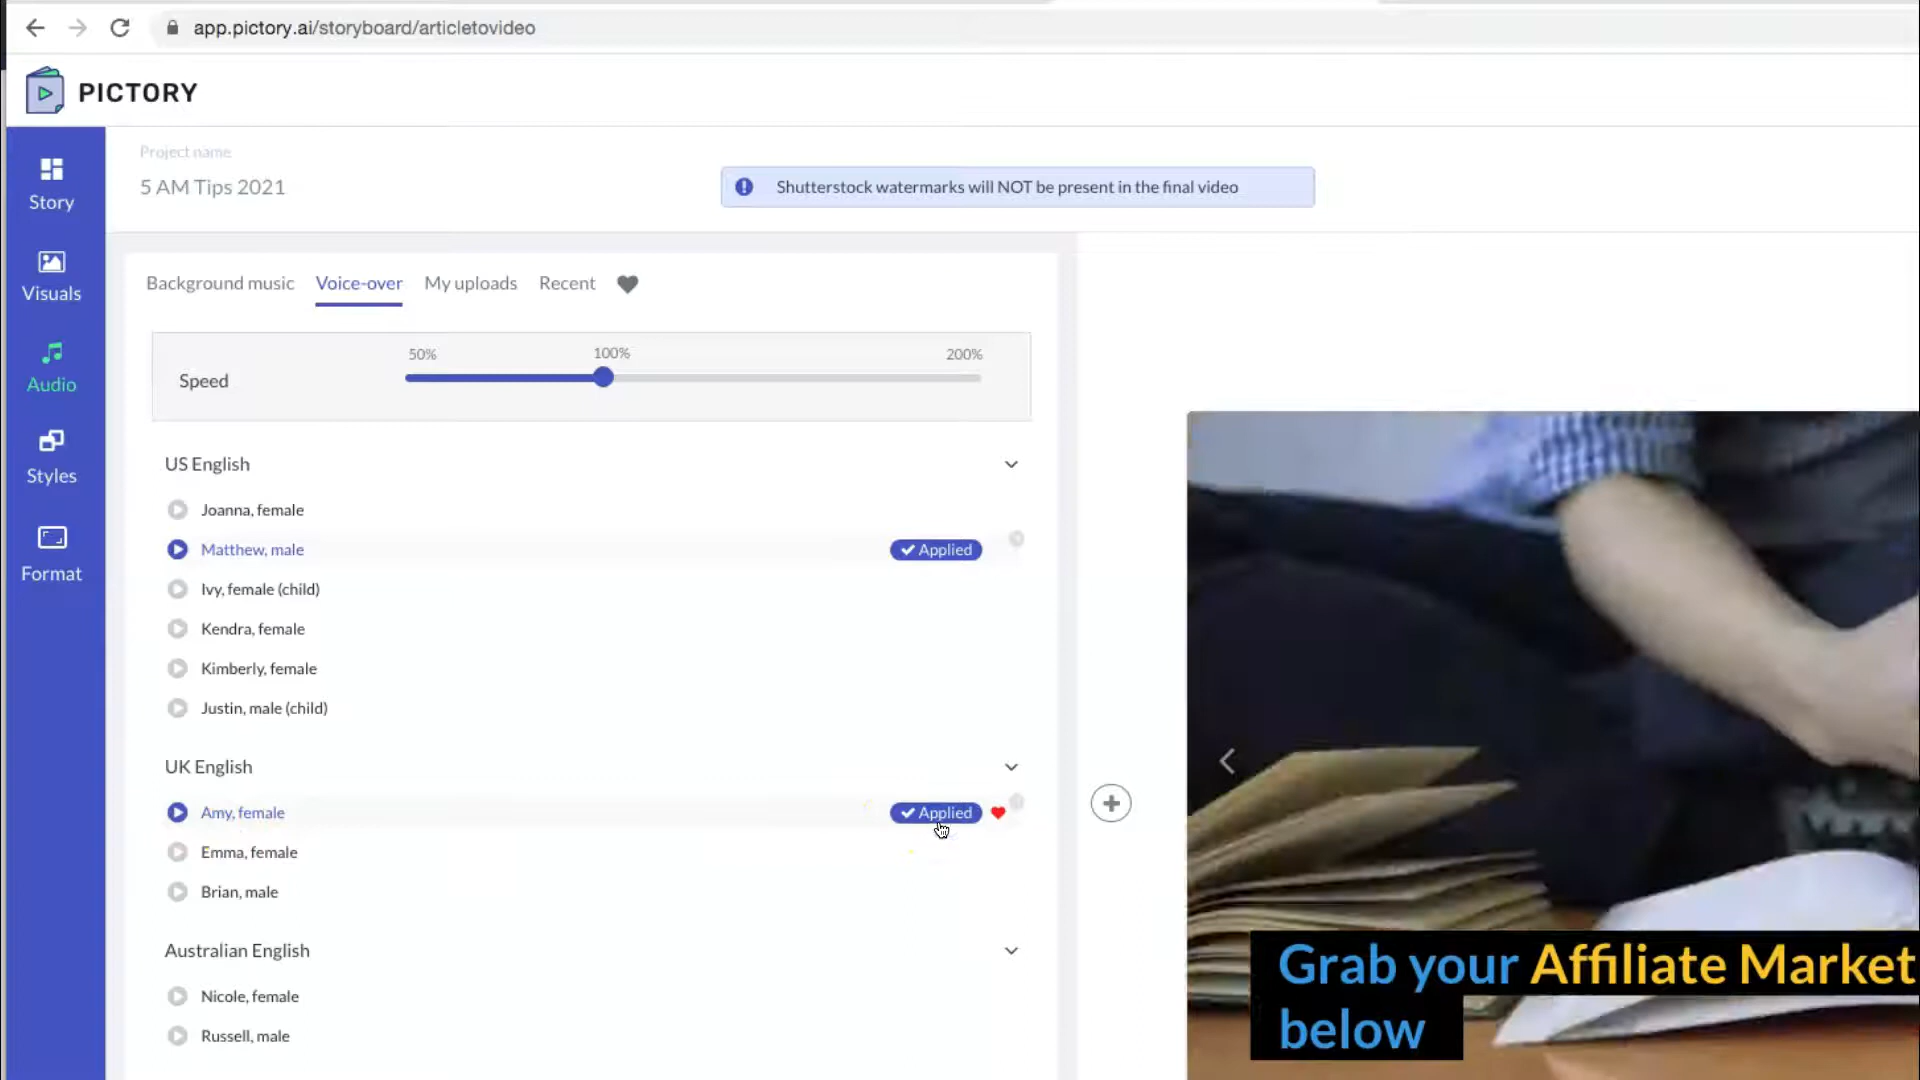 app.pictory.ai/storyboard/articletovideo
PICTORY
Project name
5 AM Tips 2021
Shutterstock watermarks will NOT be present in the final video
Story
Visuals
Audio
Styles
Format
Background music
Voice-over
My uploads
Recent
50%
100%
200%
Speed
US English
Joanna, female
Matthew, male
Applied
Ivy, female (child)
Kendra, female
Kimberly, female
Justin, male (child)
UK English
Amy, female
Applied
Emma, female
Brian, male
Australian English
Nicole, female
Russell, male
Grab your Affiliate Market
below